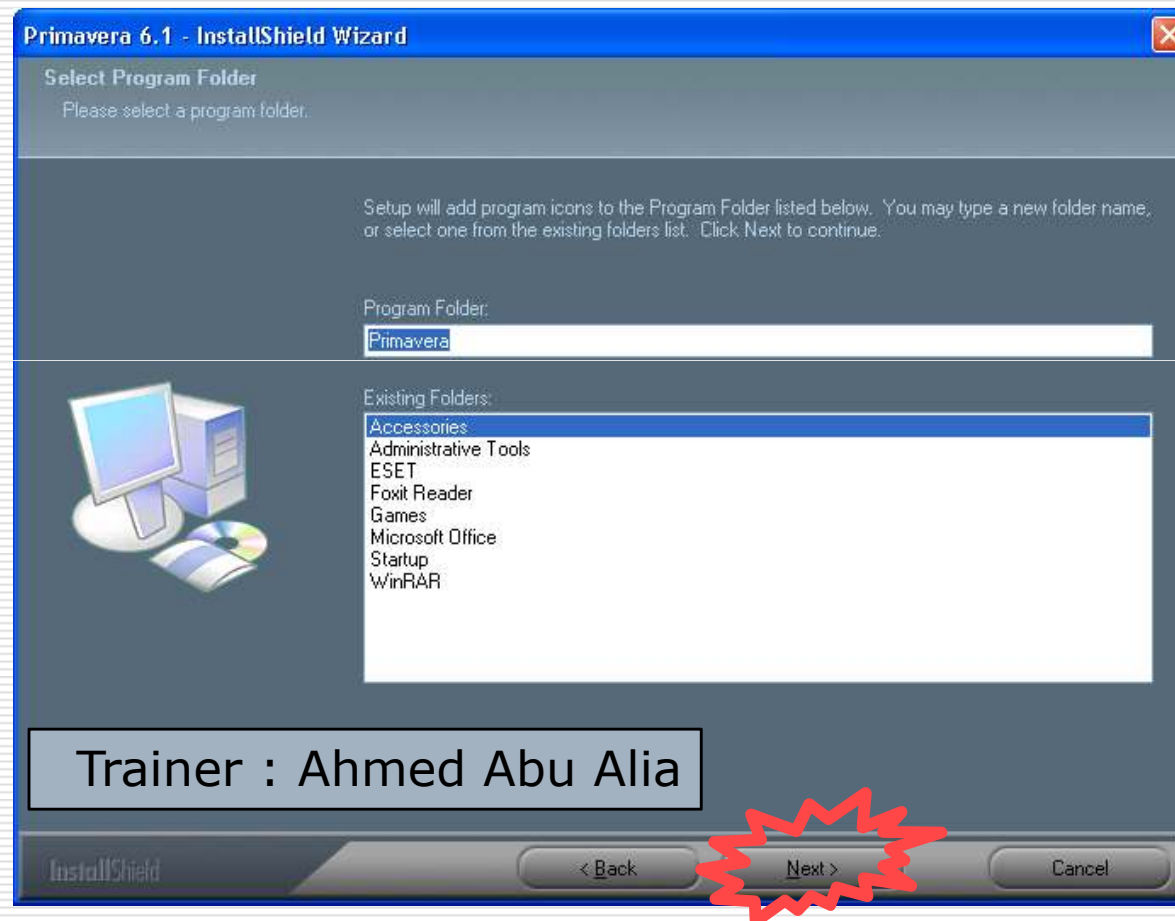 Primavera 6.1 - InstallShield Wizard
Select Program Folder
Please select a program folder.
Setup will add program icons to the Program Folder listed below. You may type a new folder name,
or select one from the existing folders list. Click Next to continue.
Program Folder:
Primavera
Existing Folders:
Accessories
Administrative Tools
ESET
Foxit Reader
Games
Microsoft Office
Startup
WinRAR
Trainer : Ahmed Abu Alia
InstallShield
< Back
Next >
Cancel